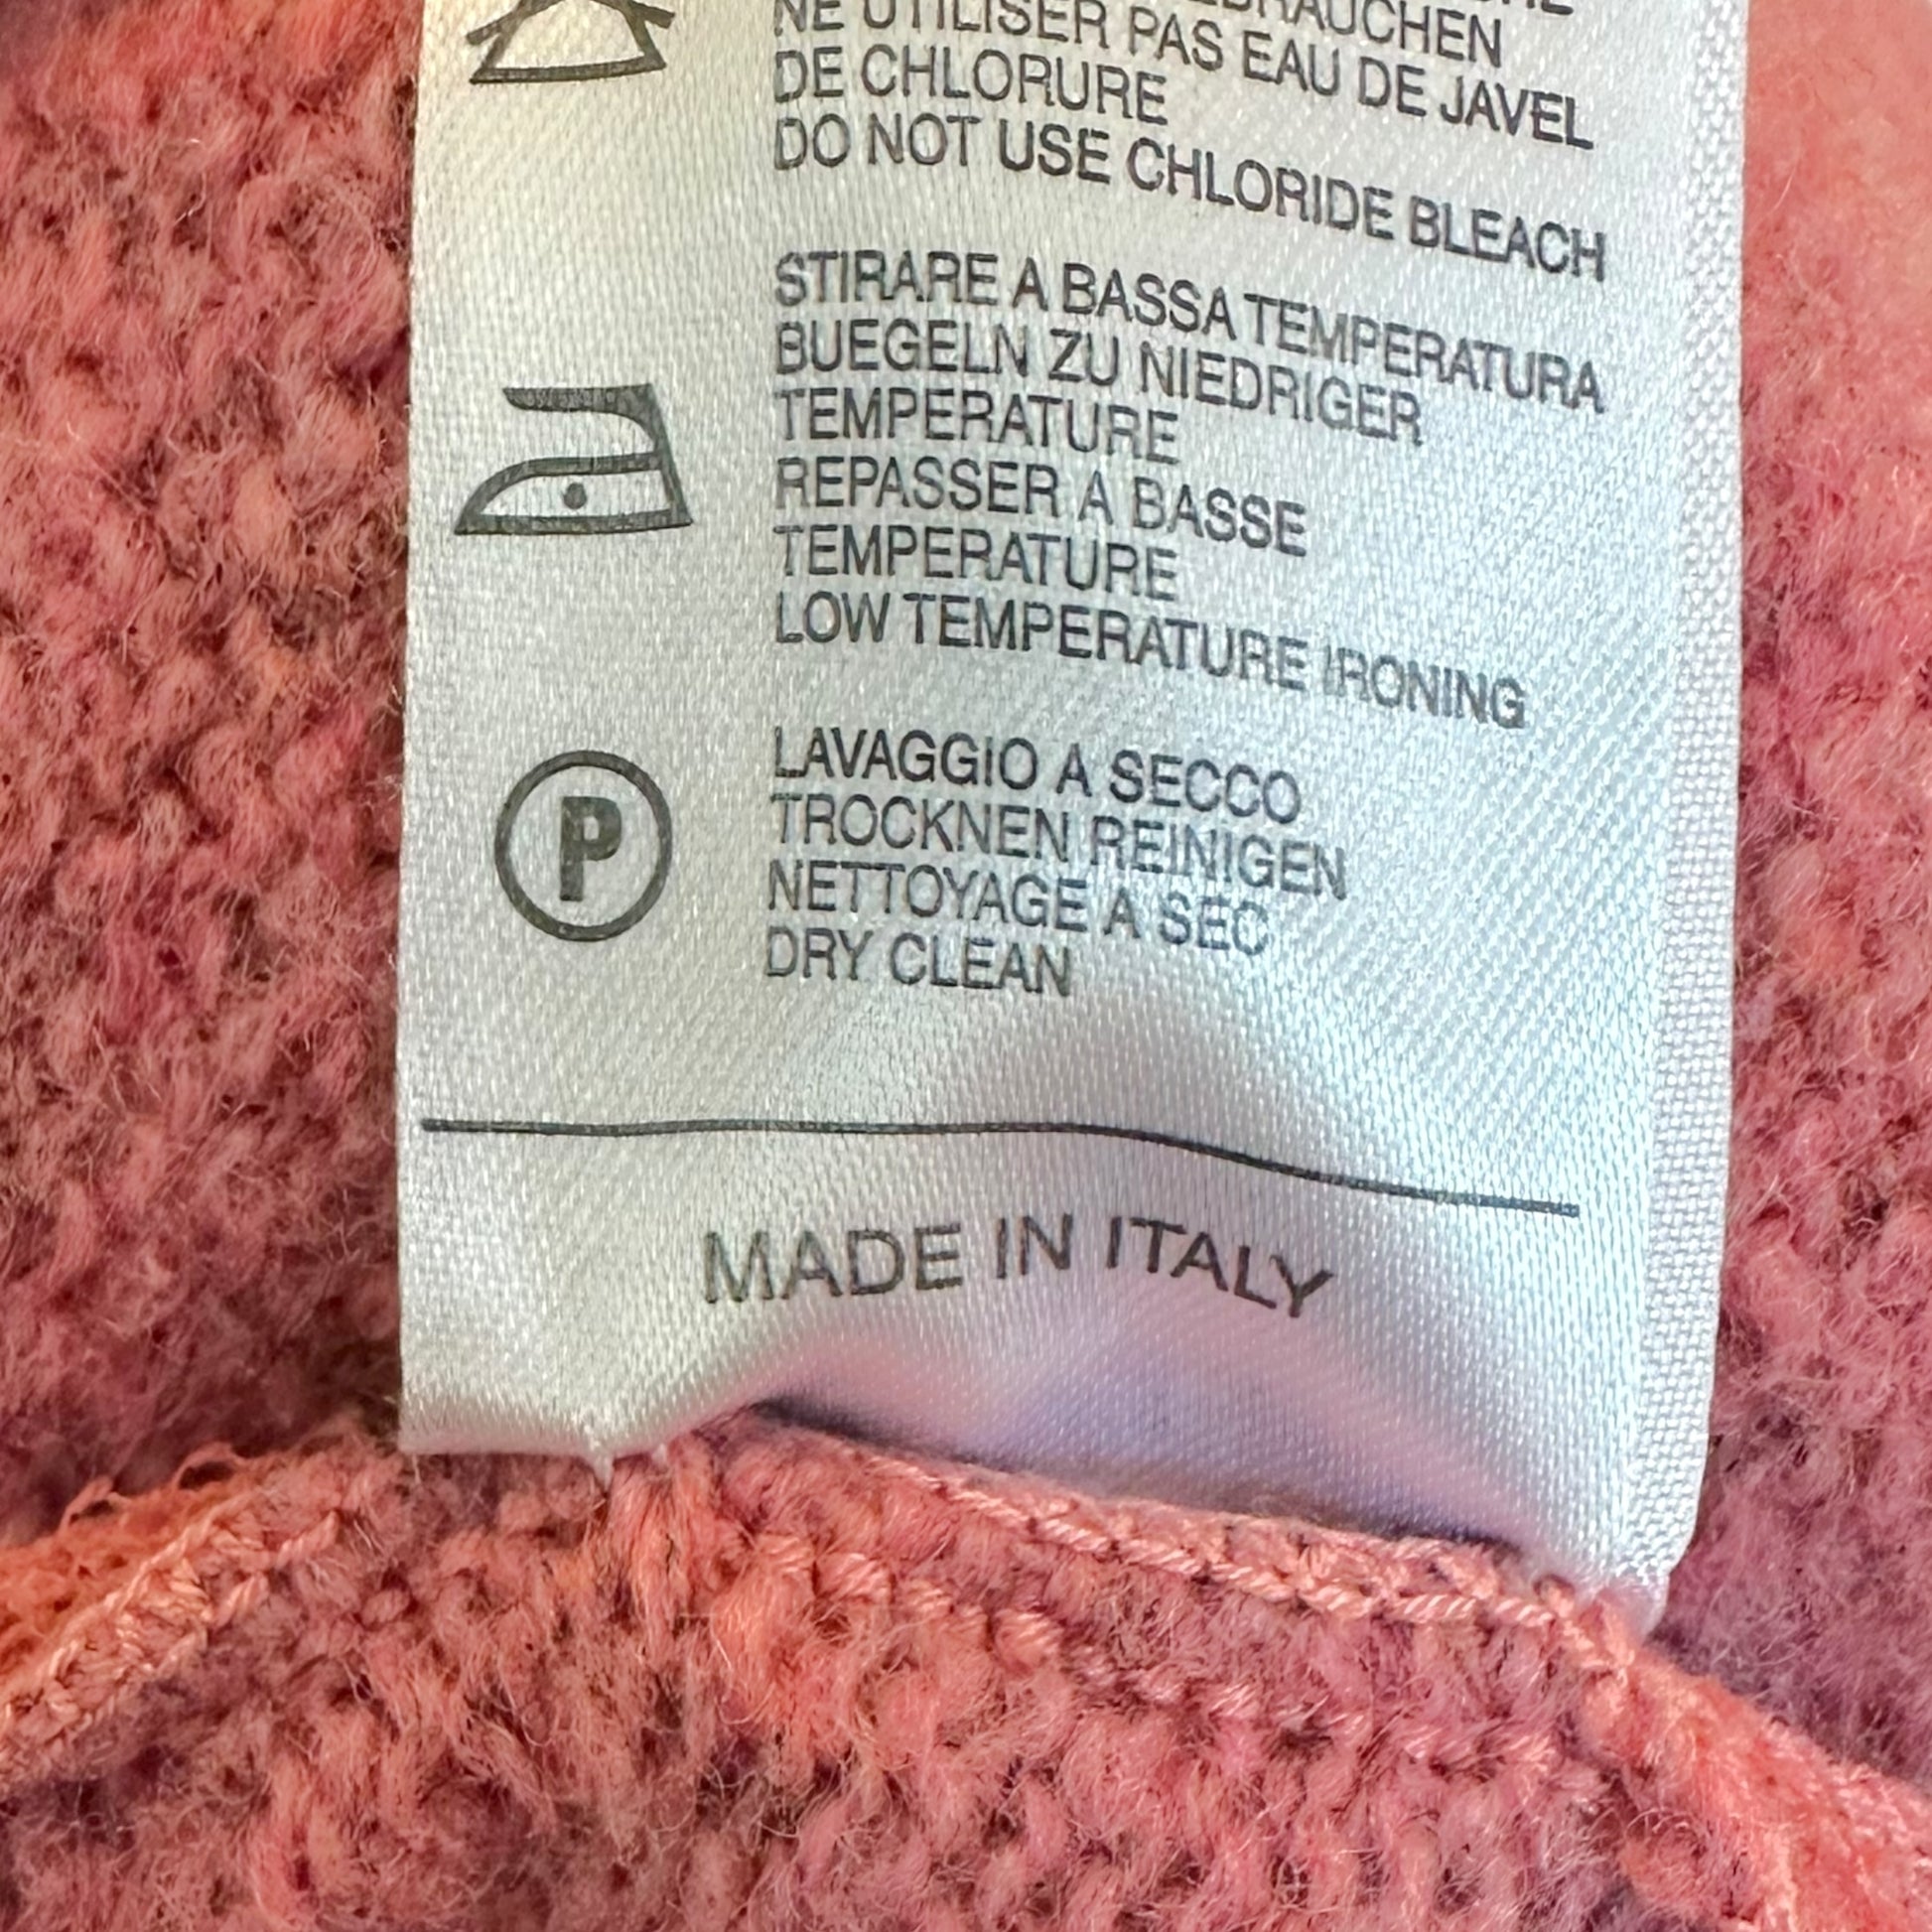 NE UTILISER PAS EAU DE JAVEL
DE CHLORURE
DO NOT USE CHLORIDE BLEACH
STIRARE A BASSA TEMPERATURA
BUEGELN ZU NIEDRIGER
TEMPERATURE
REPASSER A BASSE
TEMPERATURE
LOW TEMPERATURE IRONING
P
LAVAGGIO A SECCO
TROCKNEN REINIGEN
NETTOYAGE A SEC
DRY CLEAN
MADE IN ITALY